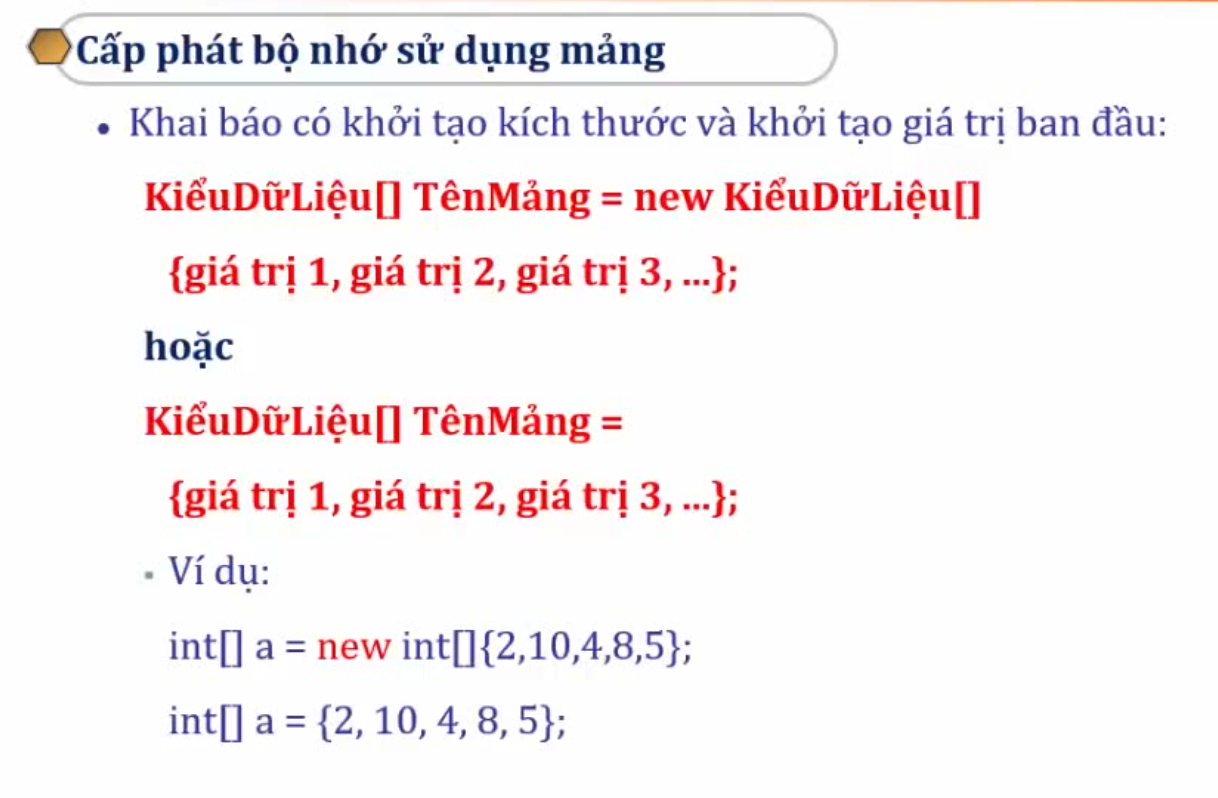 Cấp phát bộ nhớ sử dụng mảng
• Khai báo có khởi tạo kích thước và khởi tạo giá trị ban đầu:
KiểuDữLiệu[] TênMảng = new KiểuDữLiệu[]
{giá trị 1, giá trị 2, giá trị 3, ...};
hoặc
KiểuDữLiệu[] TênMảng =
{giá trị 1, giá trị 2, giá trị 3, ...};
▪ Ví dụ:
int[] a = new int[]{2,10,4,8,5};
int[] a = {2, 10, 4, 8, 5};